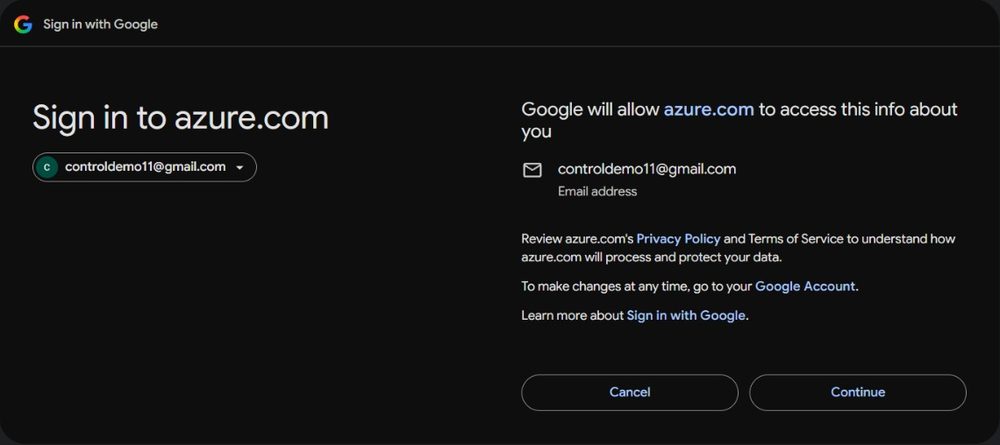 Sign in with Google
Sign in to azure.com
c
controldemo11@gmail.com
Google will allow azure.com to access this info about
you
controldemo11@gmail.com
Email address
Review azure.com's Privacy Policy and Terms of Service to understand how
azure.com will process and protect your data.
To make changes at any time, go to your Google Account.
Learn more about Sign in with Google.
Cancel
Continue